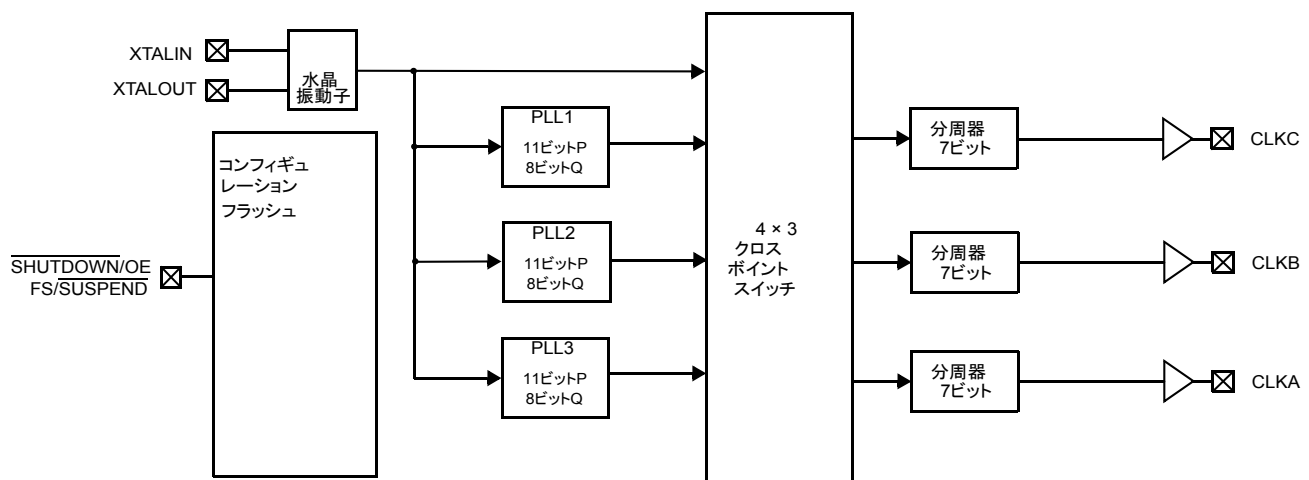 XTALIN
XTALOUT
水晶
振動子
コンフィギュ
レーション
フラッシュ
SHUTDOWN/OE
FS/SUSPEND
PLL1
11ビットP
8ビットQ
PLL2
11ビットP
8ビットQ
PLL3
11ビットP
8ビットQ
4 × 3
クロス
ポイント
スイッチ
分周器
7ビット
CLKC
分周器
7ビット
CLKB
分周器
7ビット
CLKA